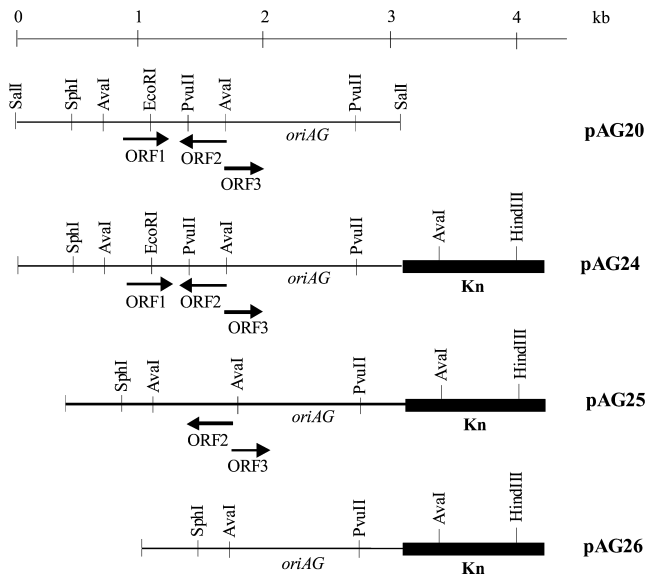 0 1 2 3 4 kb
SalI SphI AvaI EcoRI PvuII AvaI PvuII SalI
oriAG
pAG20
ORF1 ORF2
ORF3
SphI AvaI EcoRI PvuII AvaI PvuII AvaI HindIII
oriAG
pAG24
Kn
ORF1 ORF2
ORF3
SphI AvaI AvaI PvuII AvaI HindIII
oriAG
pAG25
Kn
ORF2
ORF3
SphI AvaI PvuII AvaI HindIII
pAG26
oriAG
Kn